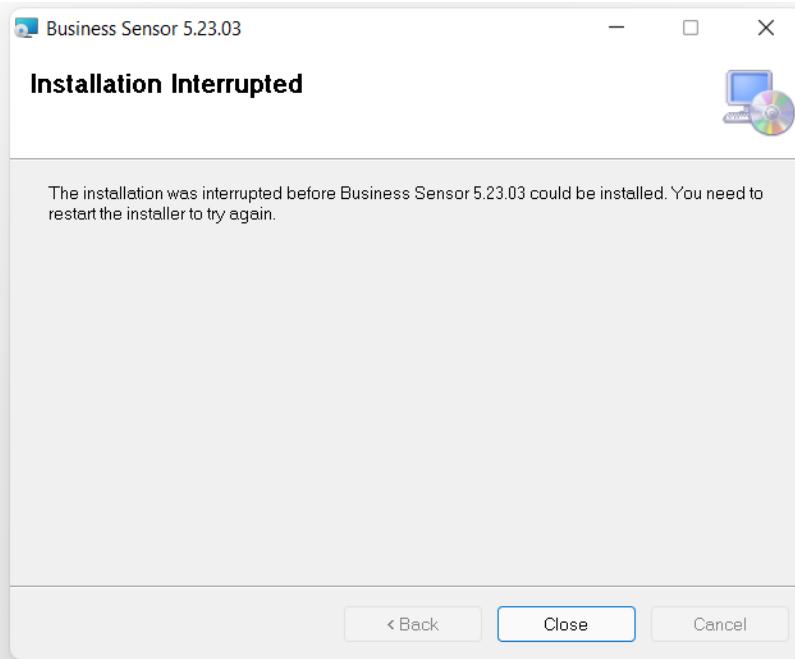 Business Sensor 5.23.03
Installation Interrupted
The installation was interrupted before Business Sensor 5.23.03 could be installed. You need to
restart the installer to try again.
< Back
Close
Cancel